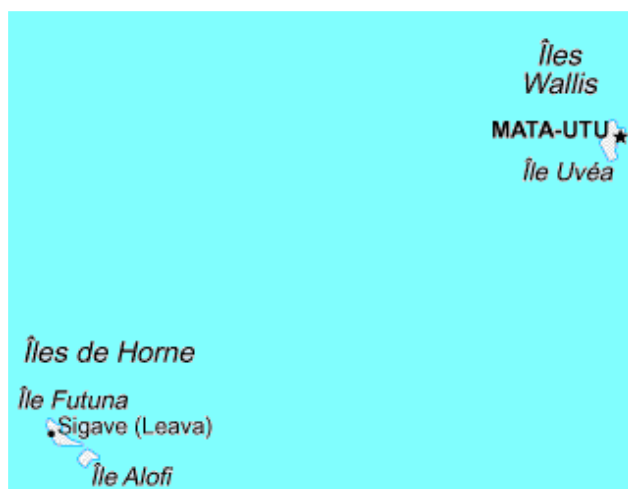 Îles
Wallis
MATA-UTU
Île Uvéa
Îles de Horne
Île Futuna
Sigave (Leava)
Île Alofi